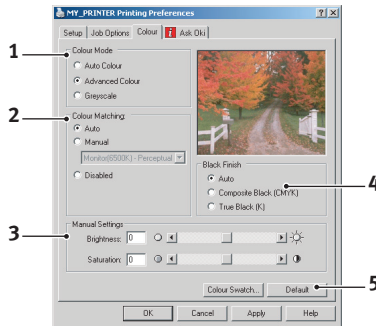 MY_PRINTER Printing Preferences
Setup Job Options Colour Ask Oki
1
Colour Mode
Auto Colour
Advanced Colour
Greyscale
2
Colour Matching:
Auto
Manual
Monitor(6500K) - Perceptual
Disabled
Black Finish
Auto
Composite Black (CMYK)
True Black (K)
4
3
Manual Settings
Brightness: 0
Saturation: 0
Colour Swatch... Default
5
OK Cancel Apply Help